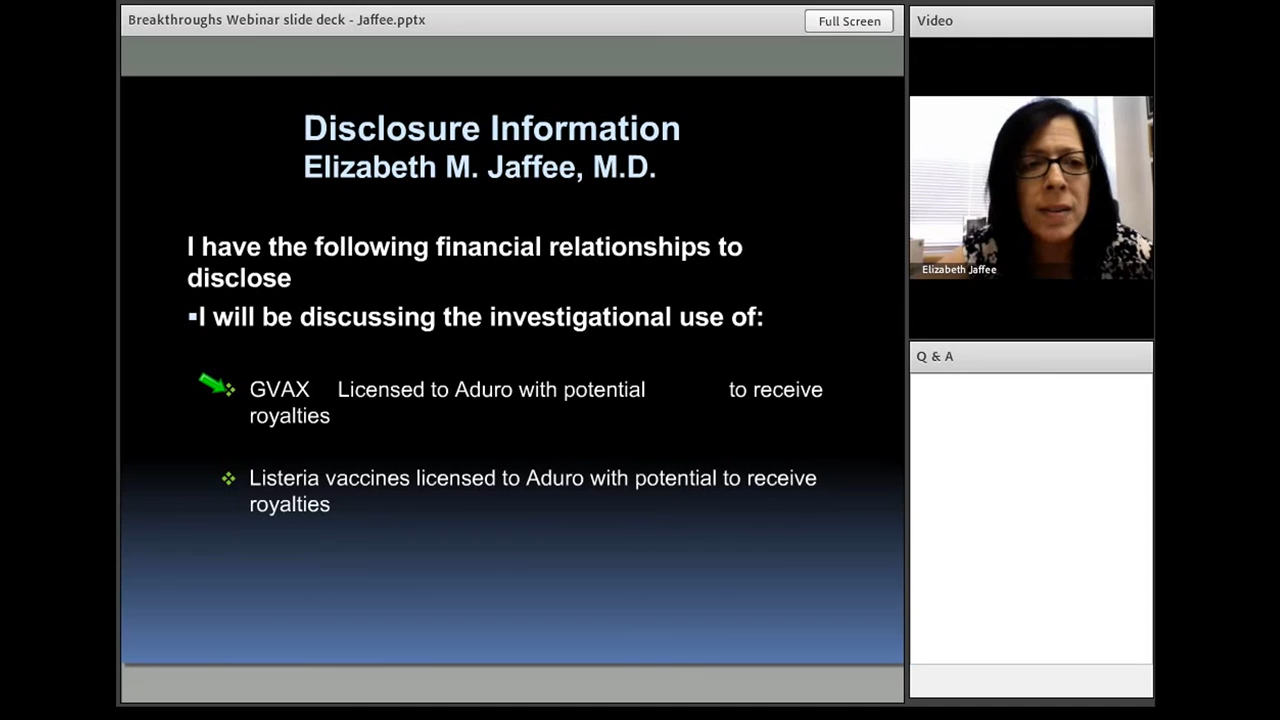 Breakthroughs Webinar slide deck - Jaffee.pptx
Full Screen
Video
Disclosure Information
Elizabeth M. Jaffee, M.D.
I have the following financial relationships to
disclose
▪I will be discussing the investigational use of:
❖ GVAX Licensed to Aduro with potential to receive
royalties
❖ Listeria vaccines licensed to Aduro with potential to receive
royalties
Elizabeth Jaffee
Q & A